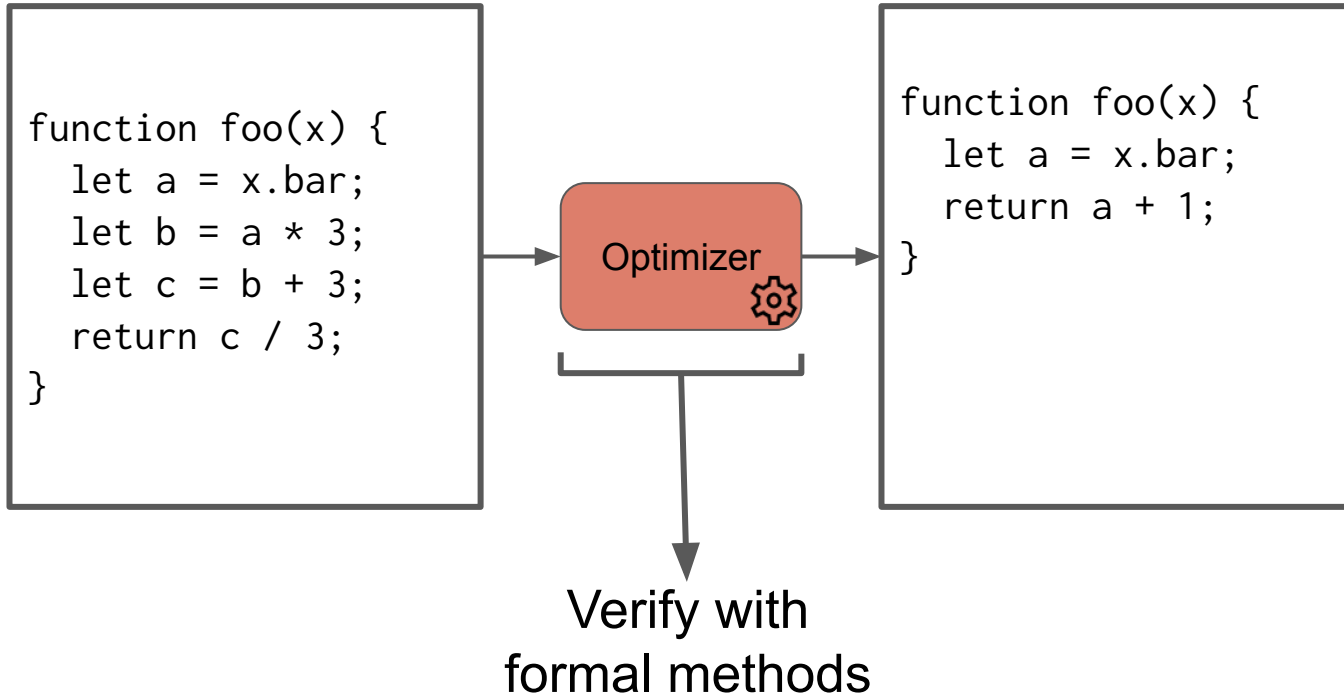 function foo(x) {
  let a = x.bar;
  let b = a * 3;
  let c = b + 3;
  return c / 3;
}
Optimizer
function foo(x) {
  let a = x.bar;
  return a + 1;
}
Verify with
formal methods